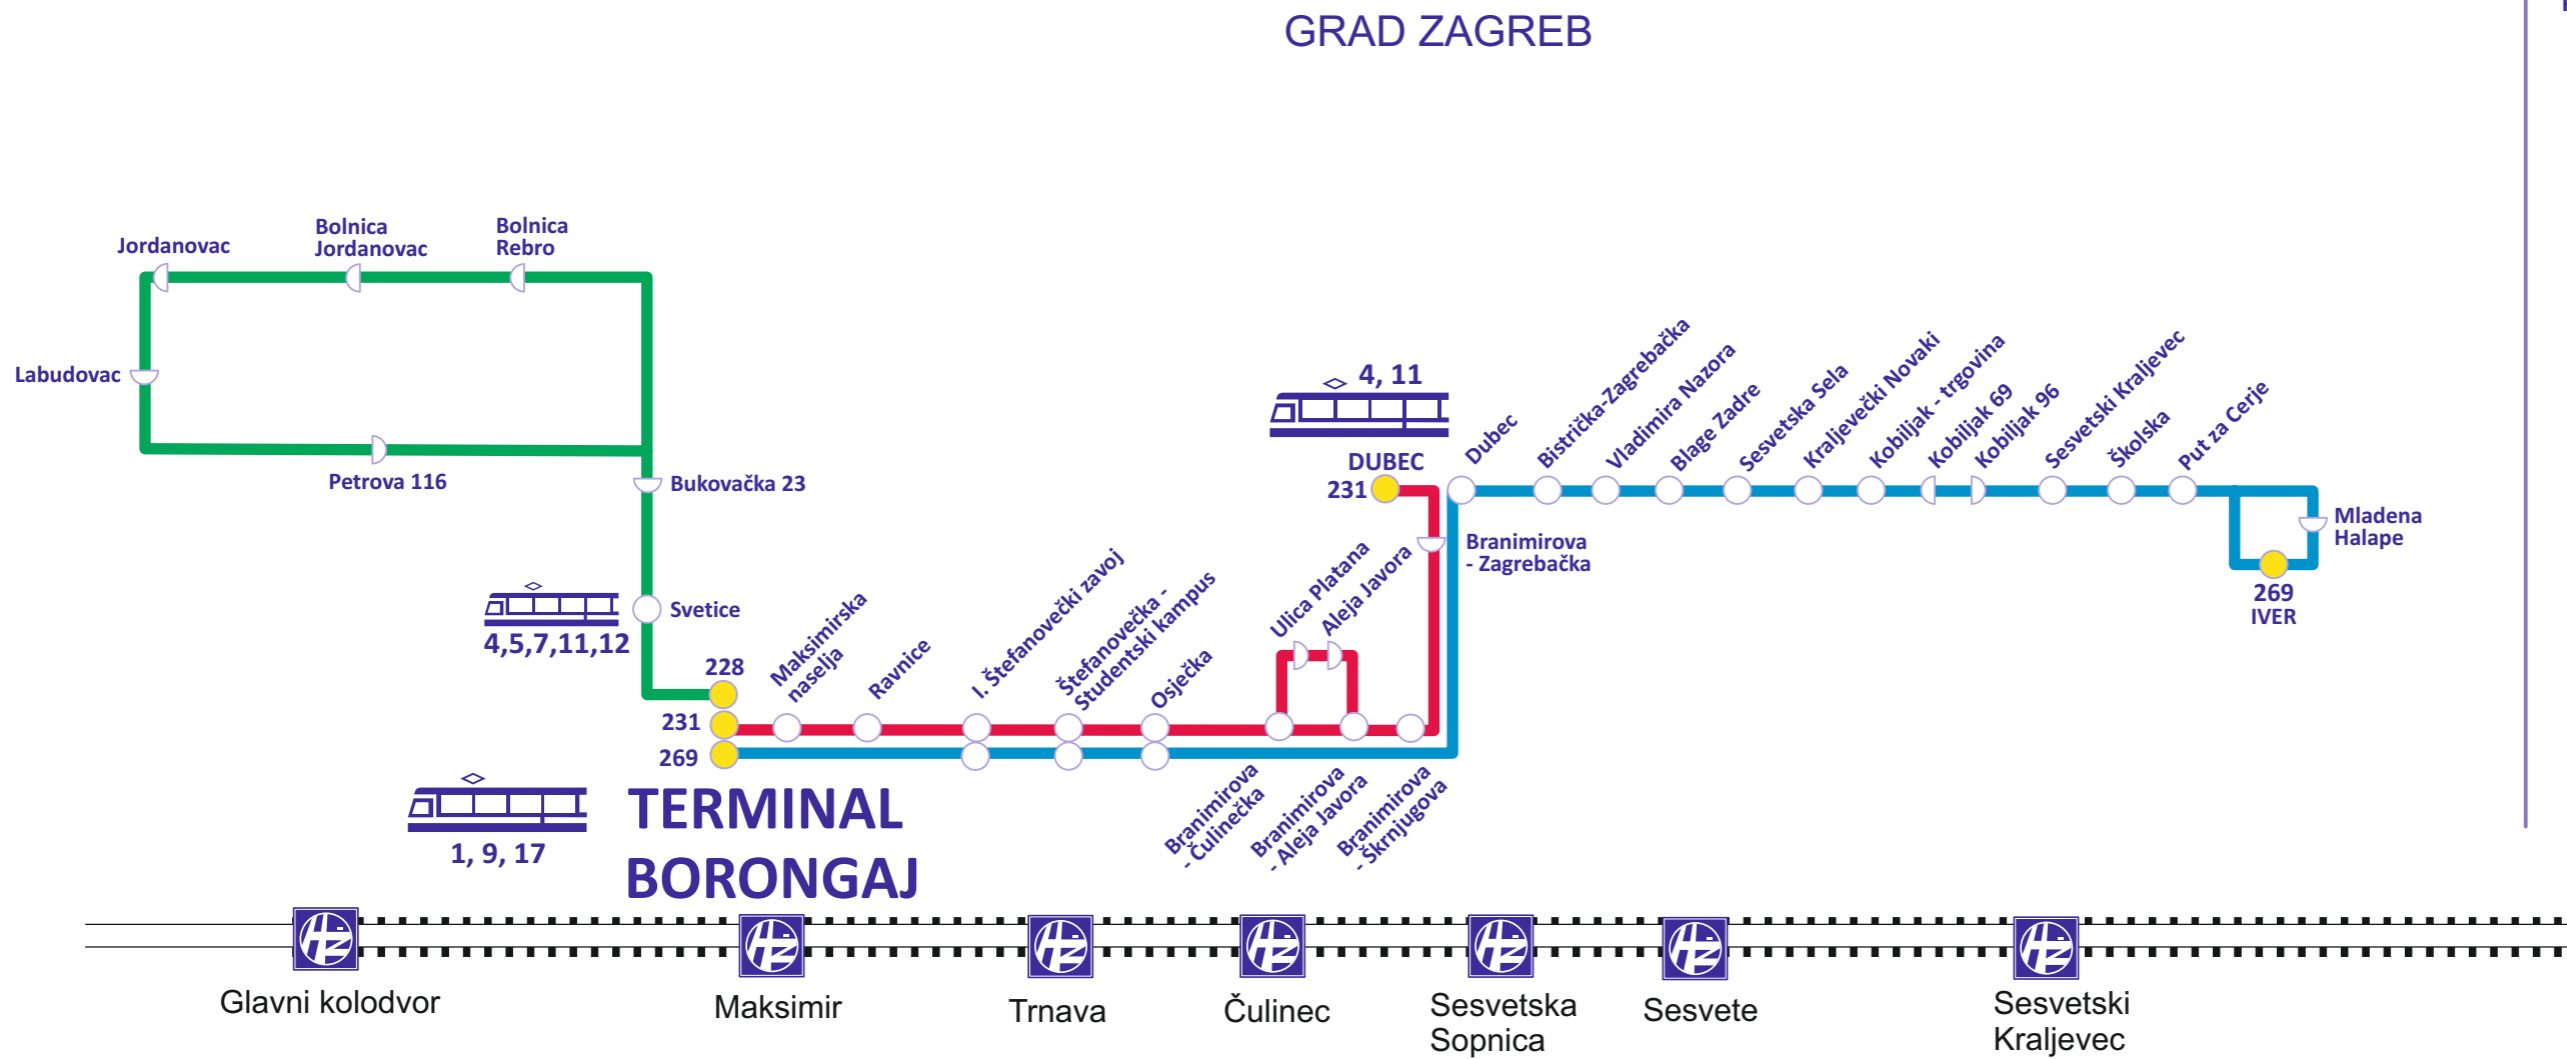 GRAD ZAGREB
Jordanovac
Bolnica
Jordanovac
Bolnica
Rebro
Labudovac
Petrova 116
Bukovačka 23
Svetice
4,5,7,11,12
228
231
269
1, 9, 17
TERMINAL
BORONGAJ
Maksimirska
naselja
Ravnice
I. Štefanovečki zavoj
Štefanovečka -
Studentski kampus
Osječka
Ulica Platana
Aleja Javora
Branimirova
- Čulinečka
Branimirova
- Aleja Javora
Branimirova
- Škrnjugova
4, 11
DUBEC
231
Branimirova
- Zagrebačka
Dubec
Bistrička-Zagrebačka
Vladimira Nazora
Blage Zadre
Sesvetska Sela
Kraljevečki Novaki
Kobiljak - trgovina
Kobiljak 69
Kobiljak 96
Sesvetski Kraljevec
Školska
Put za Cerje
Mladena
Halape
269
IVER
Glavni kolodvor
Maksimir
Trnava
Čulinec
Sesvetska
Sopnica
Sesvete
Sesvetski
Kraljevec